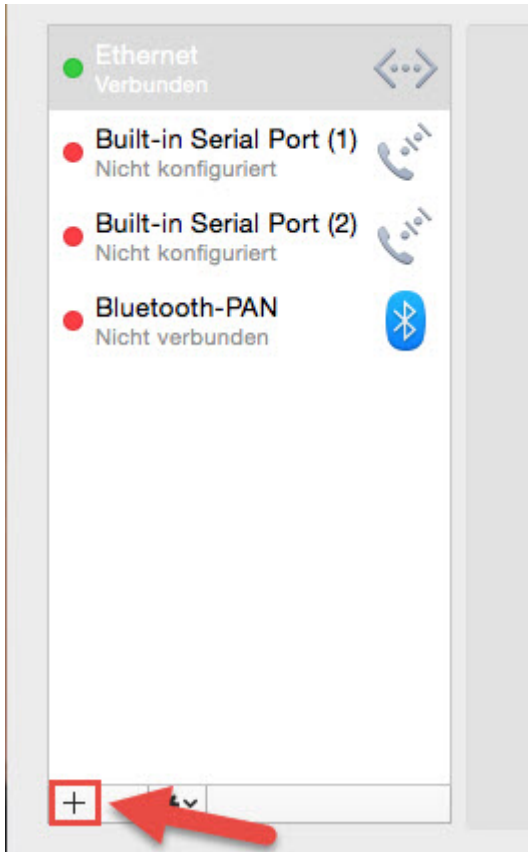 Ethernet
Verbunden
Built-in Serial Port (1)
Nicht konfiguriert
Built-in Serial Port (2)
Nicht konfiguriert
Bluetooth-PAN
Nicht verbunden
+